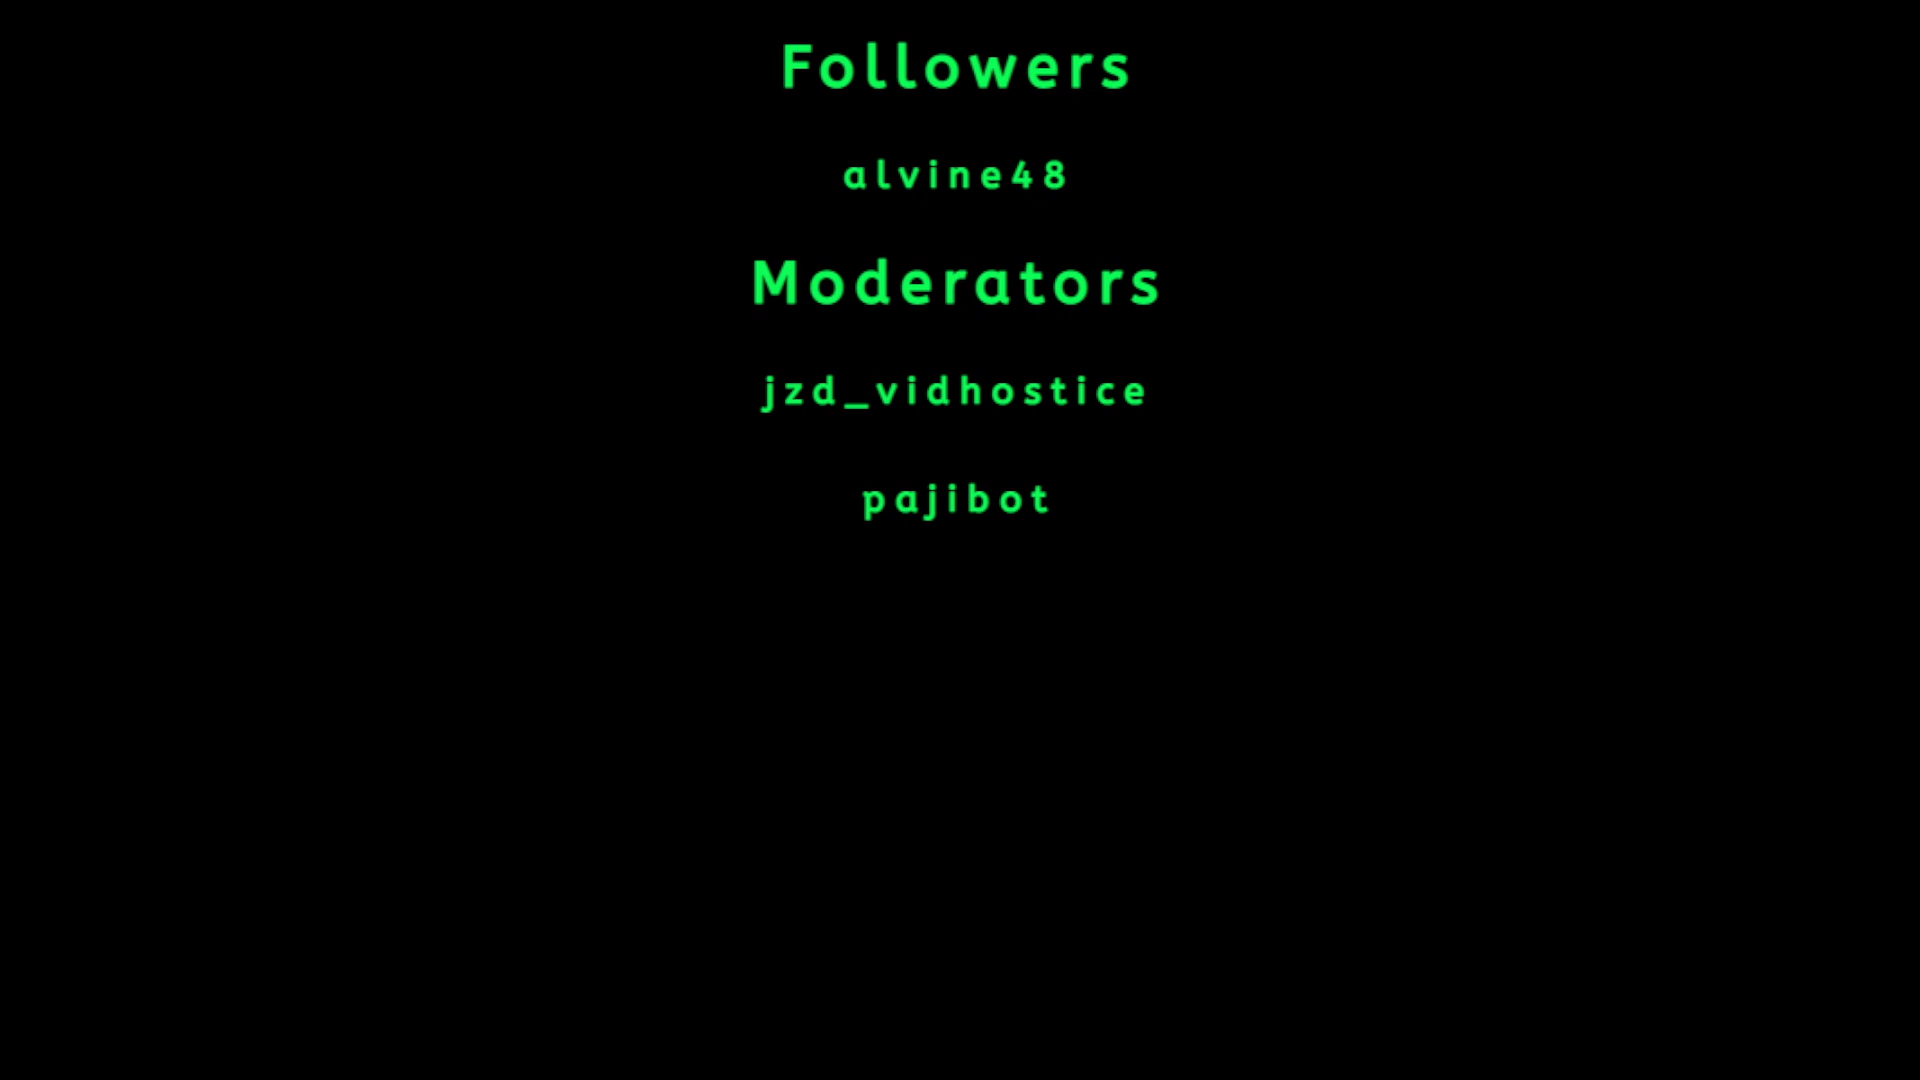 Followers
alvine48
Moderators
jzd_vidhostice
pajibot